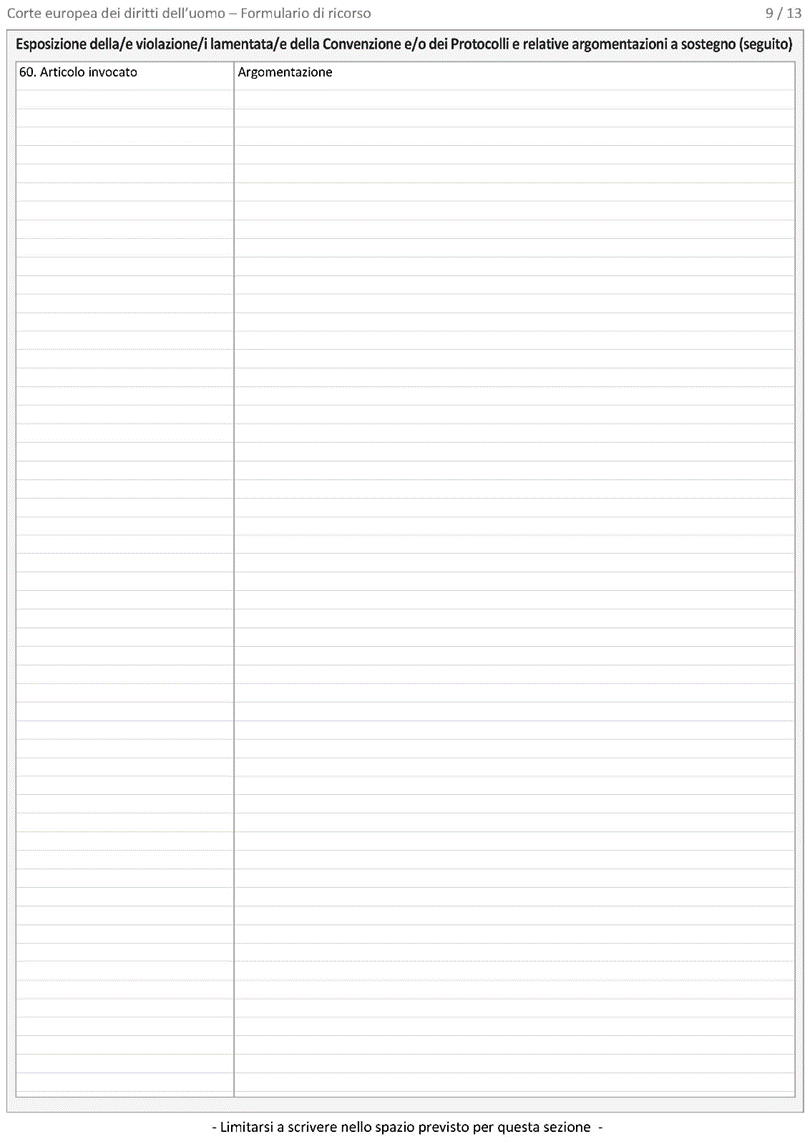 Corte europea dei diritti dell'uomo – Formulario di ricorso 9 / 13
Esposizione della/e violazione/i lamentata/e della Convenzione e/o dei Protocolli e relative argomentazioni a sostegno (seguito)
60. Articolo invocato Argomentazione
- Limitarsi a scrivere nello spazio previsto per questa sezione -